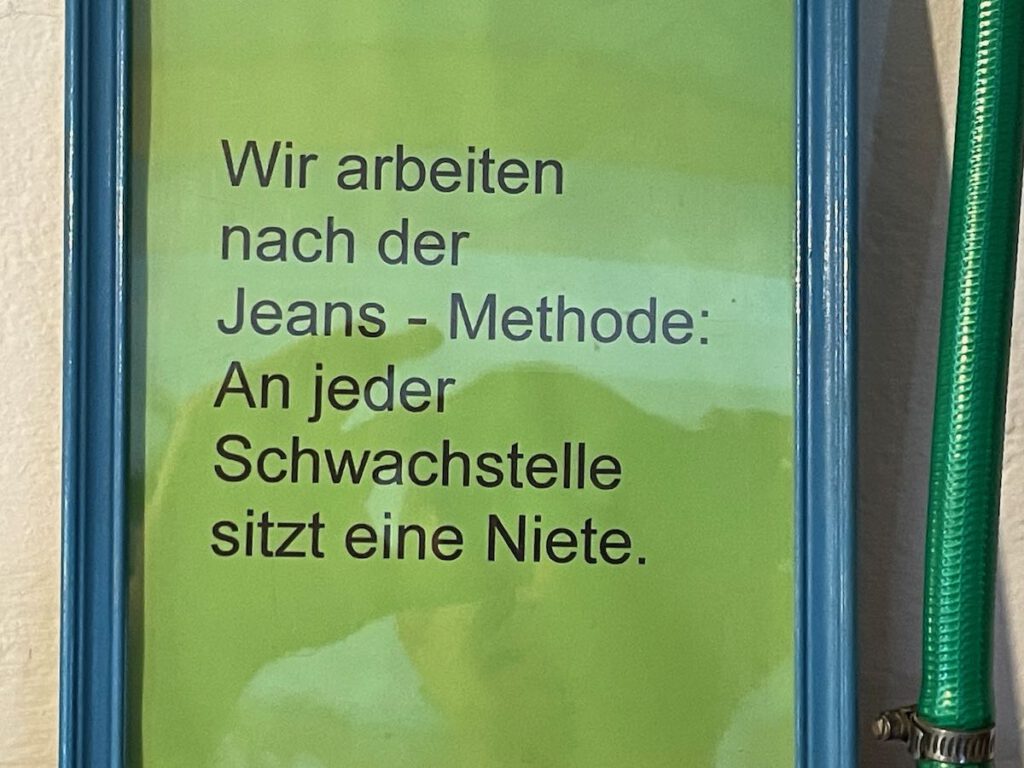 Wir arbeiten
nach der
Jeans - Methode:
An jeder
Schwachstelle
sitzt eine Niete.